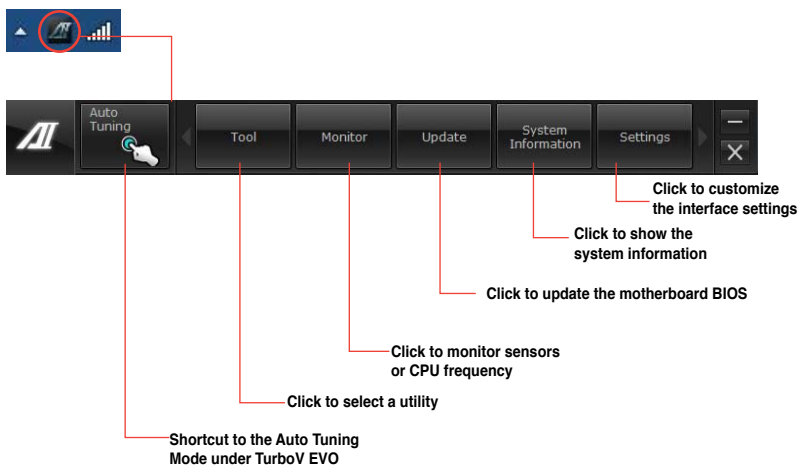 Auto
Tuning
Tool
Monitor
Update
System
Information
Settings
Click to customize
the interface settings
Click to show the
system information
Click to update the motherboard BIOS
Click to monitor sensors
or CPU frequency
Click to select a utility
Shortcut to the Auto Tuning
Mode under TurboV EVO